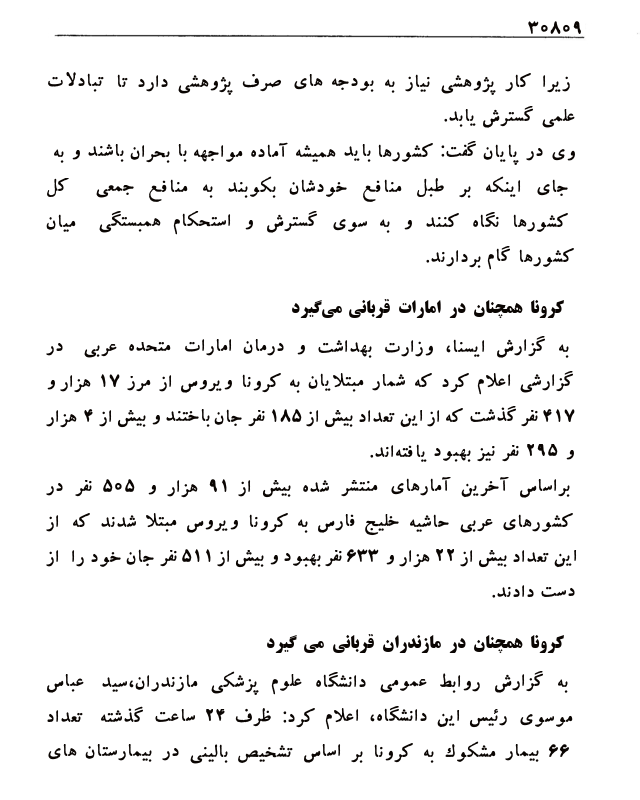 ۳۰۸۰۹
زیرا کار پژوهشی نیاز به بودجه های صرف پژوهشی دارد تا تبادلات
علمی گسترش یابد.
وی در پایان گفت: کشورها باید همیشه آماده مواجهه با بحران باشند و به
جای اینکه بر طبل منافع خودشان بکوبند به منافع جمعی کل
کشورها نگاه کنند و به سوی گسترش و استحکام همبستگی میان
کشورها گام بردارند.
کرونا همچنان در امارات قربانی می‌گیرد
به گزارش ایسنا، وزارت بهداشت و درمان امارات متحده عربی در
گزارشی اعلام کرد که شمار مبتلایان به کرونا ویروس از مرز ۱۷ هزار و
۴۱۷ نفر گذشت که از این تعداد بیش از ۱۸۵ نفر جان باختند و بیش از ۴ هزار
و ۲۹۵ نفر نیز بهبود یافته‌اند.
براساس آخرین آمارهای منتشر شده بیش از ۹۱ هزار و ۵۰۵ نفر در
کشورهای عربی حاشیه خلیج فارس به کرونا ویروس مبتلا شدند که از
این تعداد بیش از ۲۲ هزار و ۶۳۳ نفر بهبود و بیش از ۵۱۱ نفر جان خود را از
دست دادند.
کرونا همچنان در مازندران قربانی می گیرد
به گزارش روابط عمومی دانشگاه علوم پزشکی مازندران،سید عباس
موسوی رئیس این دانشگاه، اعلام کرد: ظرف ۲۴ ساعت گذشته تعداد
۶۶ بیمار مشکوك به کرونا بر اساس تشخیص بالینی در بیمارستان های